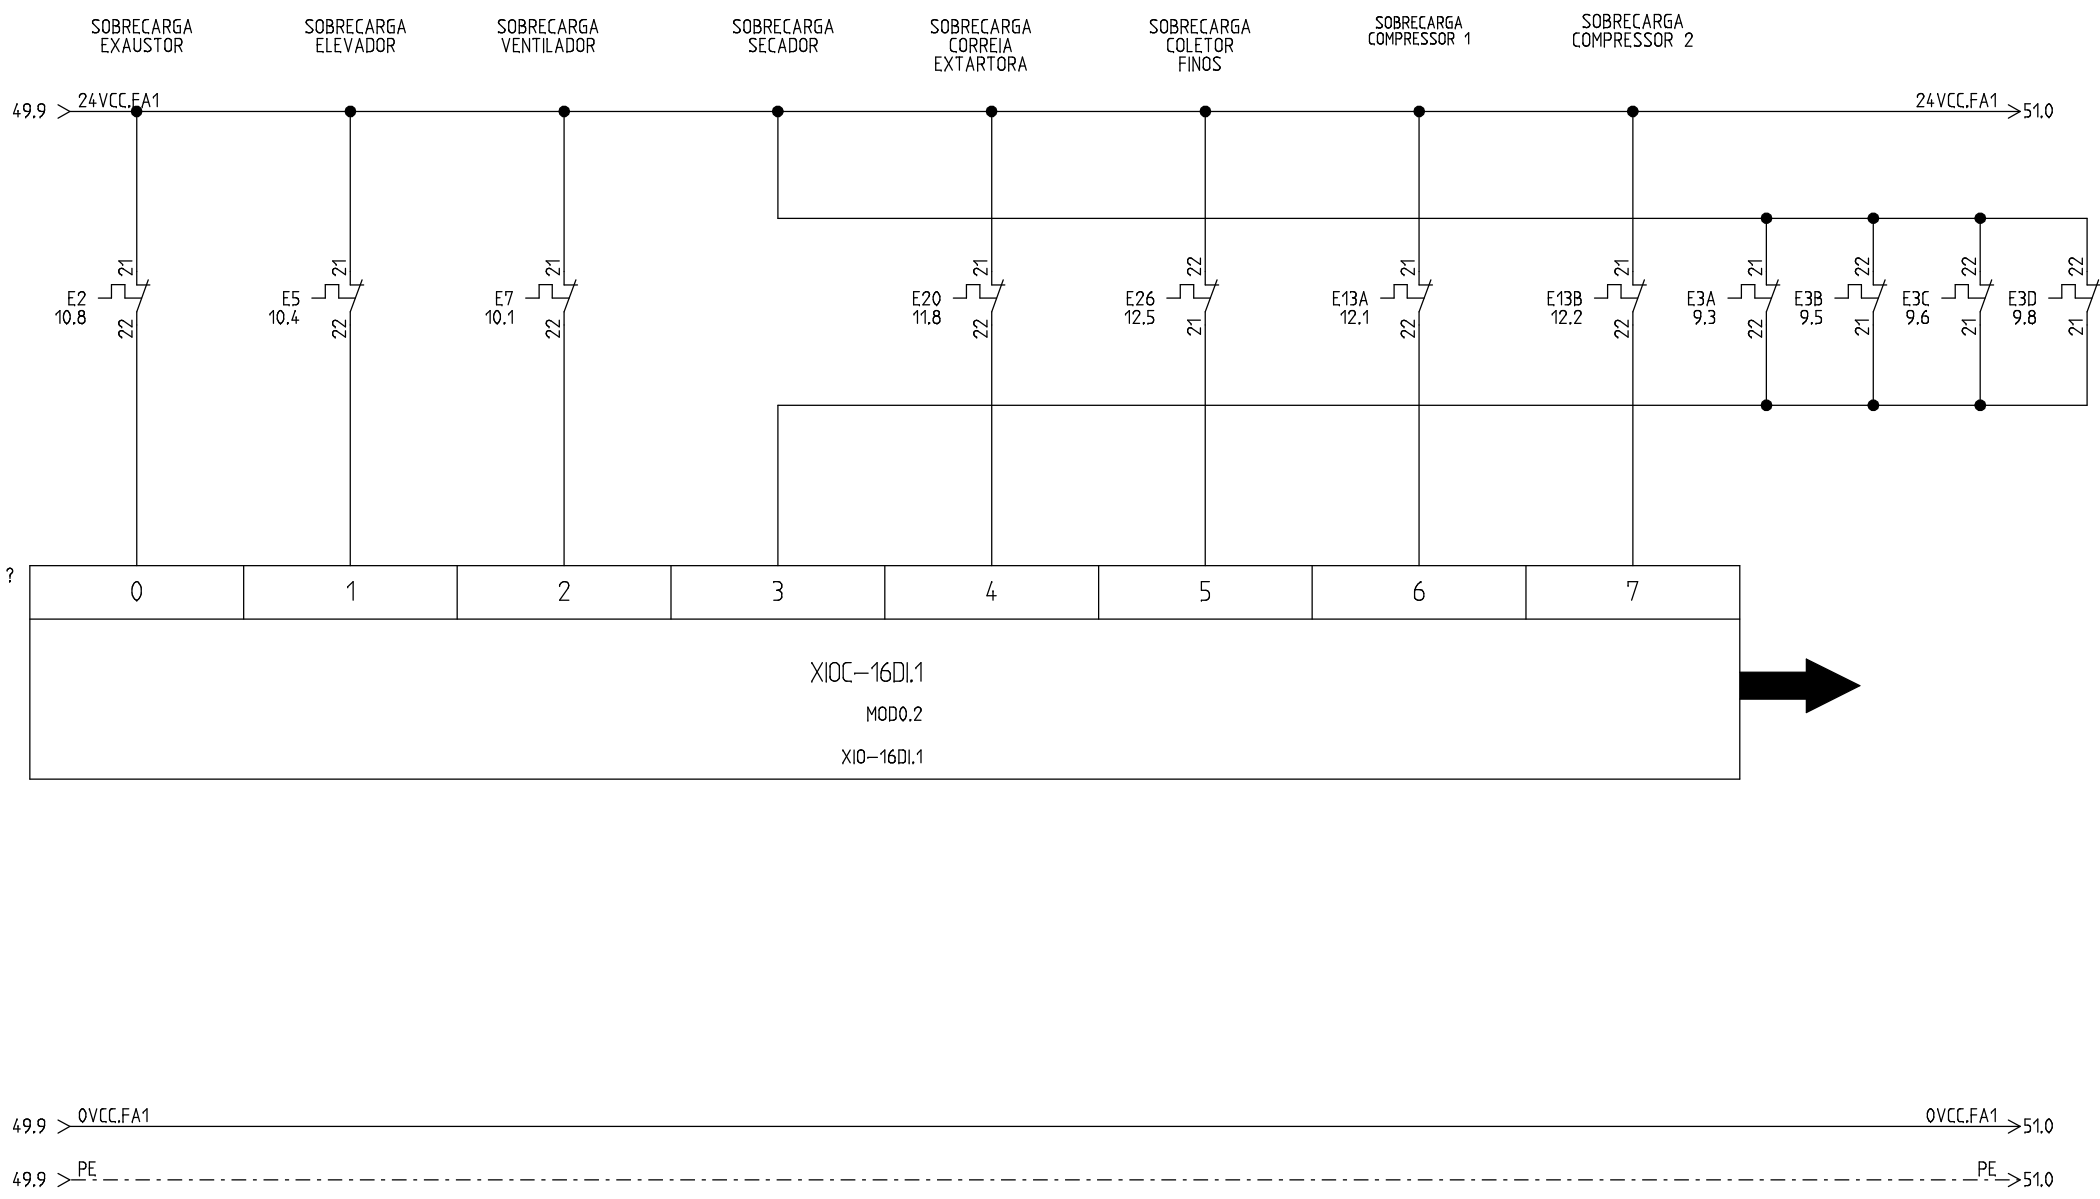 SOBRECARGA
EXAUSTOR
SOBRECARGA
ELEVADOR
SOBRECARGA
VENTILADOR
SOBRECARGA
SECADOR
SOBRECARGA
CORREIA
EXTARTORA
SOBRECARGA
COLETOR
FINOS
SOBRECARGA
COMPRESSOR 1
SOBRECARGA
COMPRESSOR 2
49.9
24VCC.FA1
24VCC.FA1
51.0
21
E2
10.8
22
21
E5
10.4
22
21
E7
10.1
22
21
E20
11.8
22
22
E26
12.5
21
21
E13A
12.1
22
21
E13B
12.2
22
21
E3A
9.3
22
22
E3B
9.5
21
22
E3C
9.6
21
22
E3D
9.8
21
?
0 1 2 3 4 5 6 7
XIOC-16DI.1
MOD0.2
XIO-16DI.1
49.9
0VCC.FA1
0VCC.FA1
51.0
49.9
PE
PE
51.0